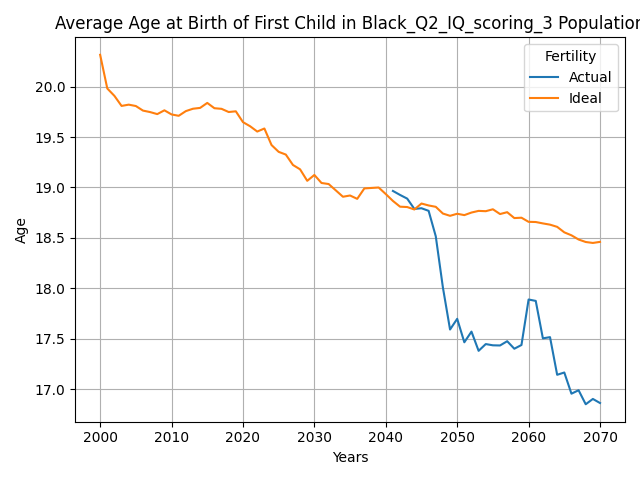 Average Age at Birth of First Child in Black_Q2_IQ_scoring_3 Population
Fertility
Actual
Ideal
20.0
19.5
19.0
18.5
18.0
17.5
17.0
Age
2000 2010 2020 2030 2040 2050 2060 2070
Years